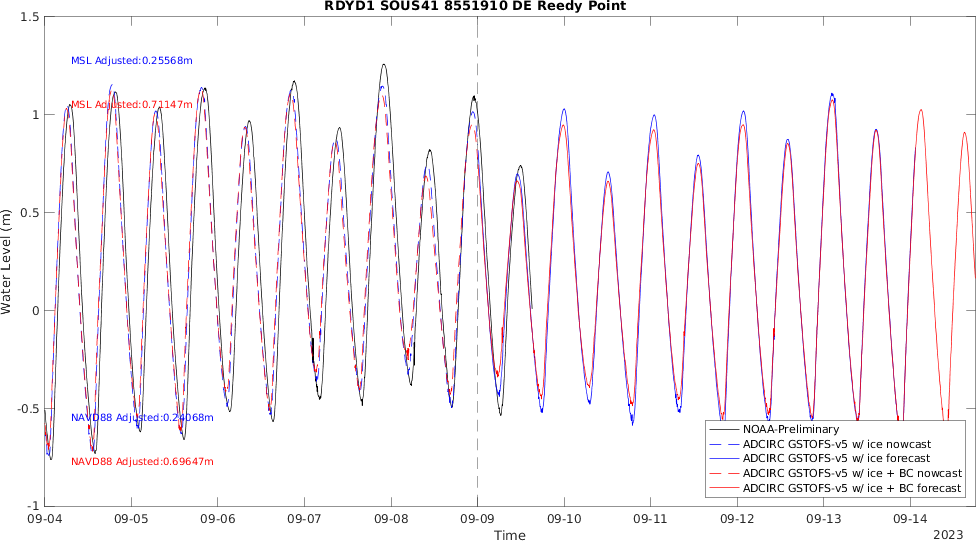 RDYD1 SOUS41 8551910 DE Reedy Point
1.5
MSL Adjusted:0.25568m
MSL Adjusted:0.71147m
1
0.5
Water Level (m)
0
-0.5
NAVD88 Adjusted:0.24068m
NAVD88 Adjusted:0.69647m
-1
NOAA-Preliminary
ADCIRC GSTOFS-v5 w/ ice nowcast
ADCIRC GSTOFS-v5 w/ ice forecast
ADCIRC GSTOFS-v5 w/ ice + BC nowcast
ADCIRC GSTOFS-v5 w/ ice + BC forecast
09-04 09-05 09-06 09-07 09-08 09-09 09-10 09-11 09-12 09-13 09-14
Time
2023